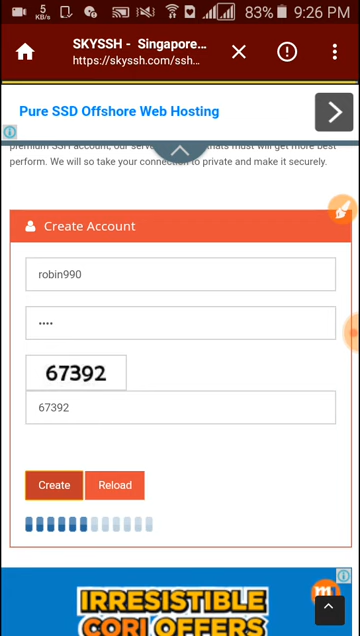 5
KB/s
83% 9:26 PM
SKYSSH - Singapore...
https://skyssh.com/ssh...
Pure SSD Offshore Web Hosting
perform. We will so take your connection to private and make it securely.
Create Account
robin990
••••
67392
67392
Create Reload
IRRESISTIBLE
m